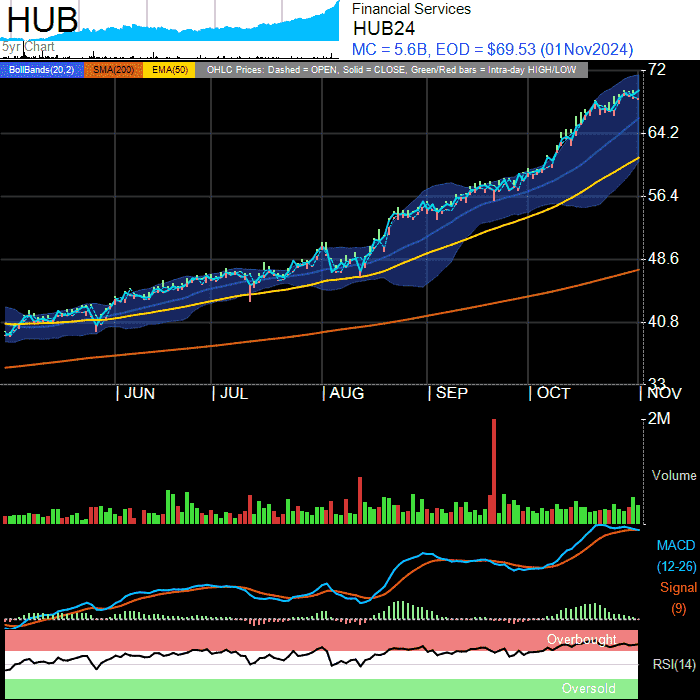 HUB
5yr Chart
Financial Services
HUB24
MC = 5.6B, EOD = $69.53 (01Nov2024)
BollBands(20,2) SMA(200) EMA(50) OHLC Prices: Dashed = OPEN, Solid = CLOSE, Green/Red bars = Intra-day HIGH/LOW
72
64.2
56.4
48.6
40.8
33
JUN JUL AUG SEP OCT NOV
2M
Volume
MACD
(12-26)
Signal
(9)
Overbought
RSI(14)
Oversold